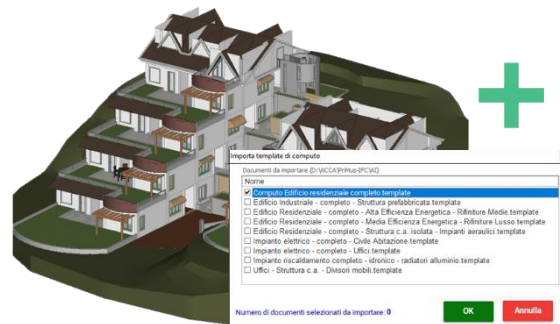 Importa template di computo
Documenti da importare (D:\ACCA\PriMus-IFC\AI)
Nome
Computo Edificio residenziale completo.template
Edificio Industriale - completo - Struttura prefabbricata.template
Edificio Residenziale - completo - Alta Efficienza Energetica - Rifiniture Medie.template
Edificio Residenziale - completo - Media Efficienza Energetica - Rifiniture Lusso.template
Edificio Residenziale - completo - Struttura c.a. isolata - Impianti aeraulici.template
Impianto elettrico - completo - Civile Abitazione.template
Impianto elettrico - completo - Uffici.template
Impianto riscaldamento completo - idronico - radiatori alluminio.template
Uffici - Struttura c.a. - Divisori mobili.template
Numero di documenti selezionati da importare: 0
OK
Annulla